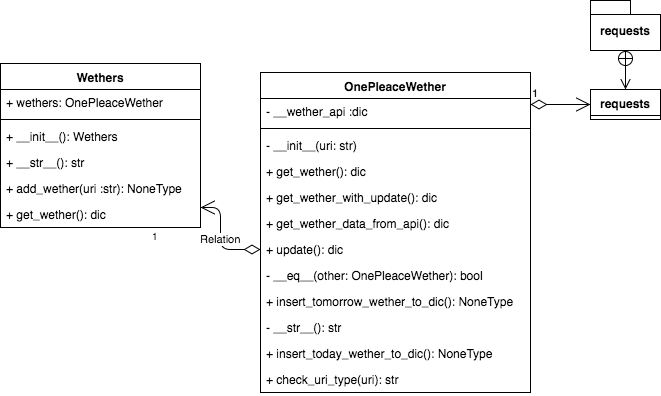 requests
Wethers
+ wethers: OnePleaceWether
+ __init__(): Wethers
+ __str__(): str
+ add_wether(uri :str): NoneType
+ get_wether(): dic
1
Relation
OnePleaceWether
- __wether_api :dic
- __init__(uri: str)
+ get_wether(): dic
+ get_wether_with_update(): dic
+ get_wether_data_from_api(): dic
+ update(): dic
- __eq__(other: OnePleaceWether): bool
+ insert_tomorrow_wether_to_dic(): NoneType
- __str__(): str
+ insert_today_wether_to_dic(): NoneType
+ check_uri_type(uri): str
1
requests